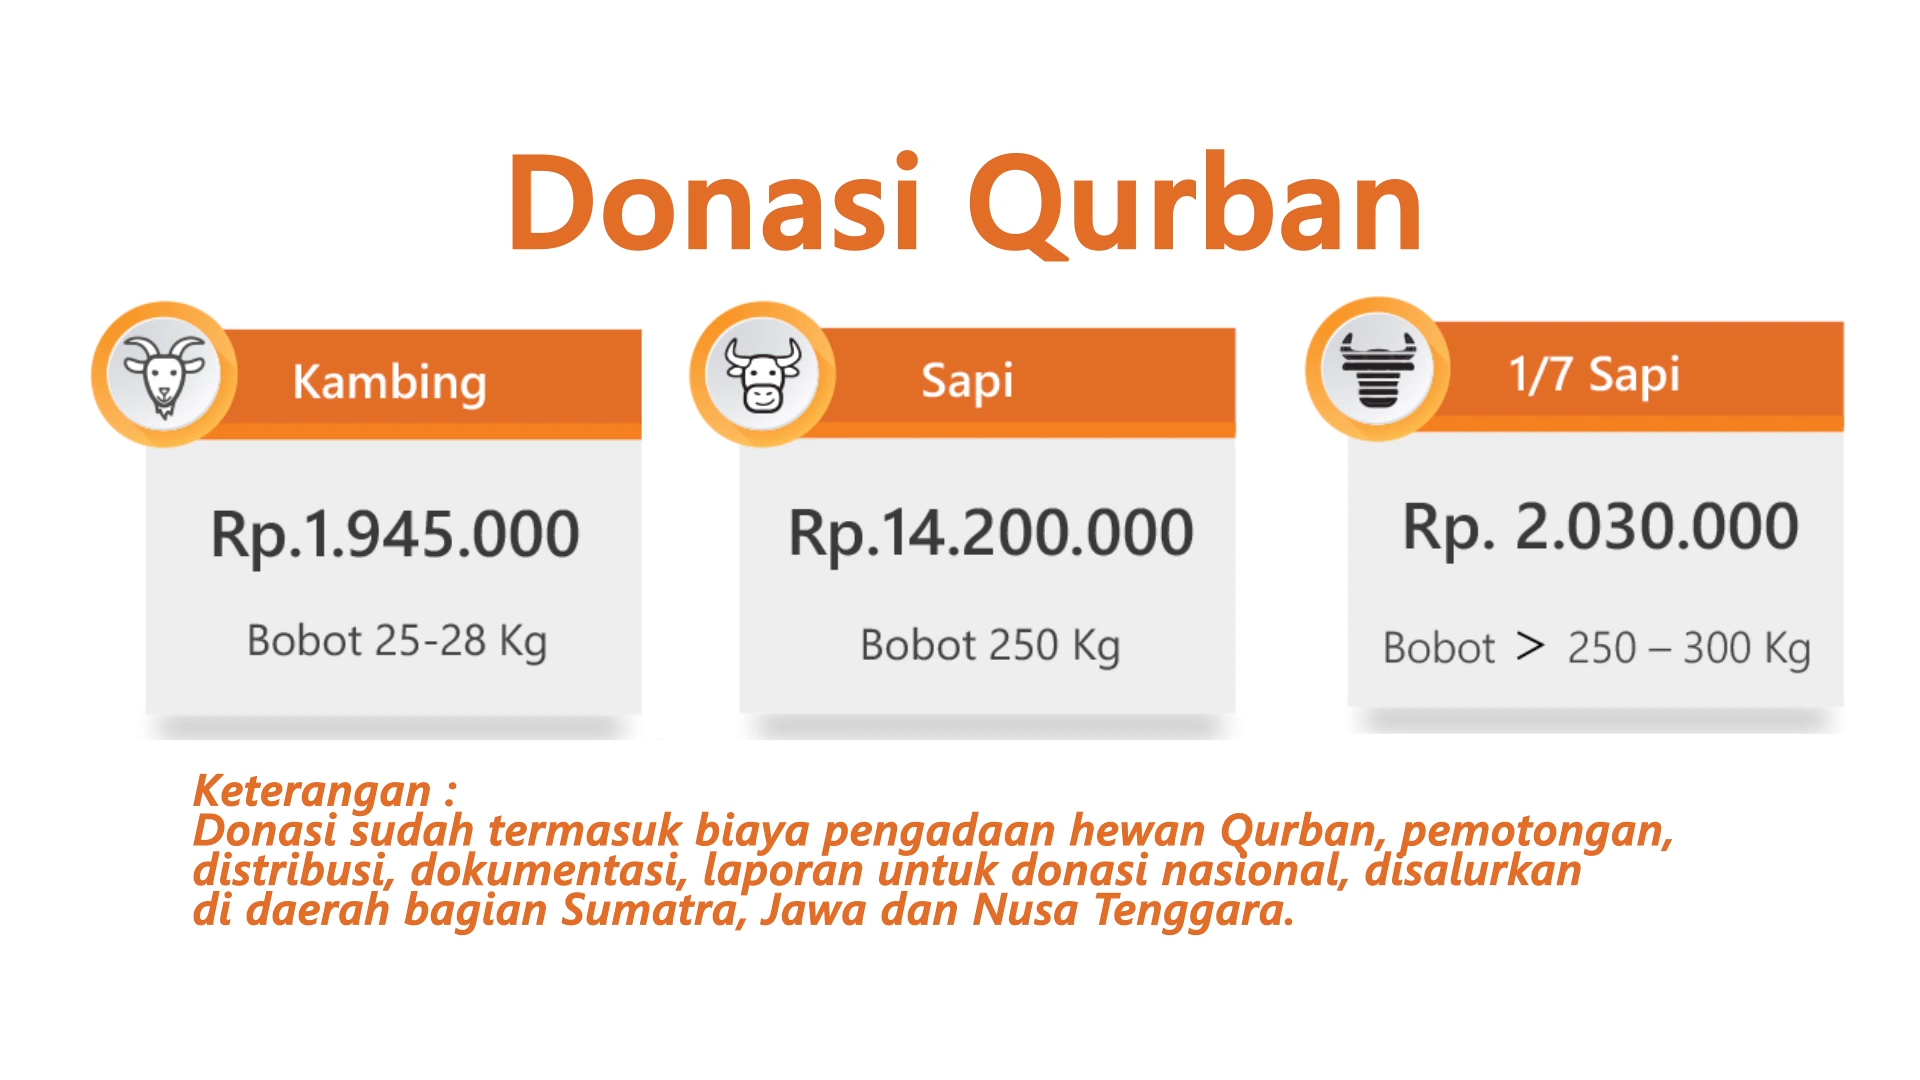 Donasi Qurban
Kambing
Rp.1.945.000
Bobot 25-28 Kg
Sapi
Rp.14.200.000
Bobot 250 Kg
1/7 Sapi
Rp. 2.030.000
Bobot > 250 – 300 Kg
Keterangan :
Donasi sudah termasuk biaya pengadaan hewan Qurban, pemotongan,
distribusi, dokumentasi, laporan untuk donasi nasional, disalurkan
di daerah bagian Sumatra, Jawa dan Nusa Tenggara.